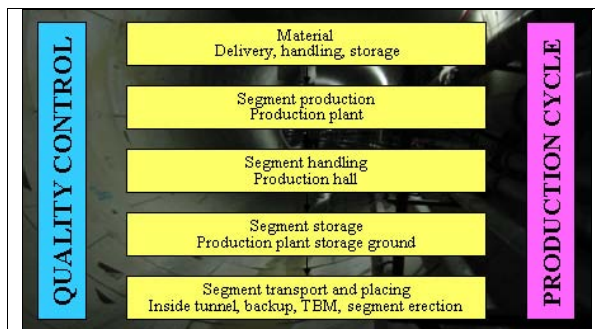 QUALITY CONTROL
Material
Delivery, handling, storage
Segment production
Production plant
Segment handling
Production hall
Segment storage
Production plant storage ground
Segment transport and placing
Inside tunnel, backup, TBM, segment erection
PRODUCTION CYCLE